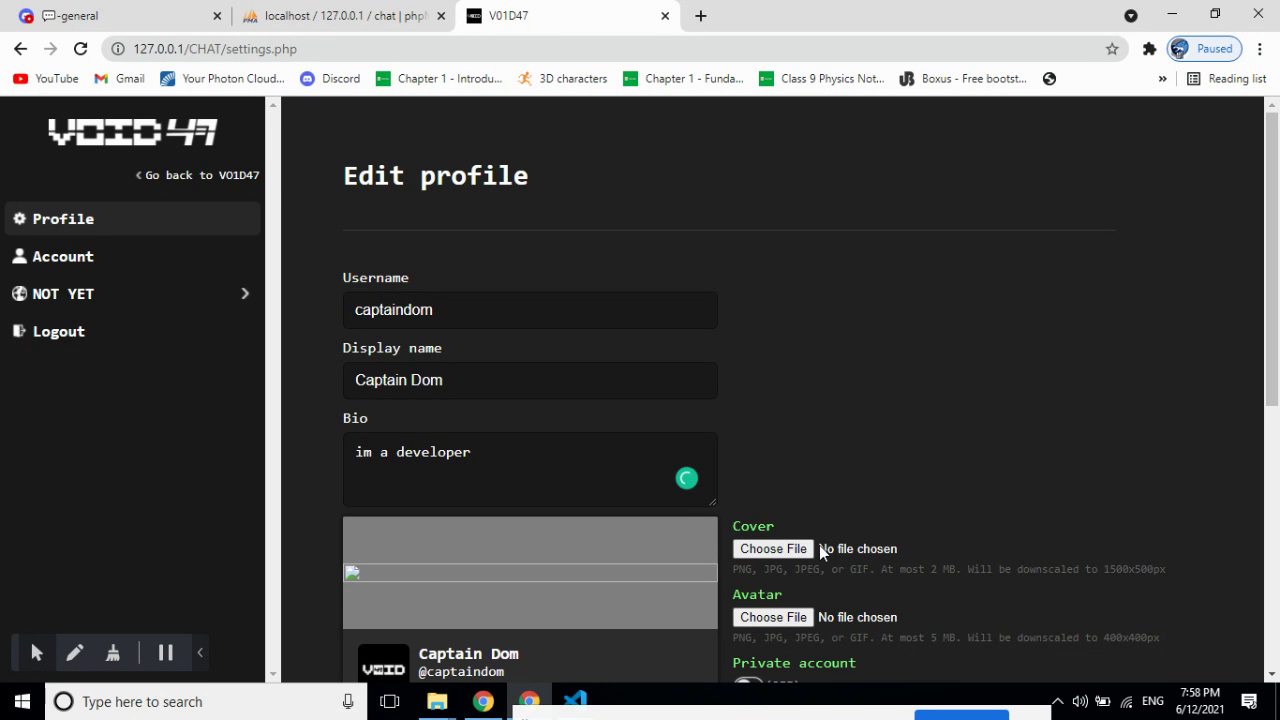 -general
localhost / 127.0.0.1 / chat | phpM
V01D47
127.0.0.1/CHAT/settings.php
Paused
YouTube
Gmail
Your Photon Cloud...
Discord
Chapter 1 - Introdu...
3D characters
Chapter 1 - Funda...
Class 9 Physics Not...
Boxus - Free bootst...
»
Reading list
VOID 47
Go back to V01D47
Profile
Account
NOT YET
Logout
Edit profile
Username
captaindom
Display name
Captain Dom
Bio
im a developer
Cover
Choose File No file chosen
PNG, JPG, JPEG, or GIF. At most 2 MB. Will be downscaled to 1500x500px
Avatar
Choose File No file chosen
PNG, JPG, JPEG, or GIF. At most 5 MB. Will be downscaled to 400x400px
Private account
VOID
Captain Dom
@captaindom
Type here to search
ENG
7:58 PM
6/12/2021